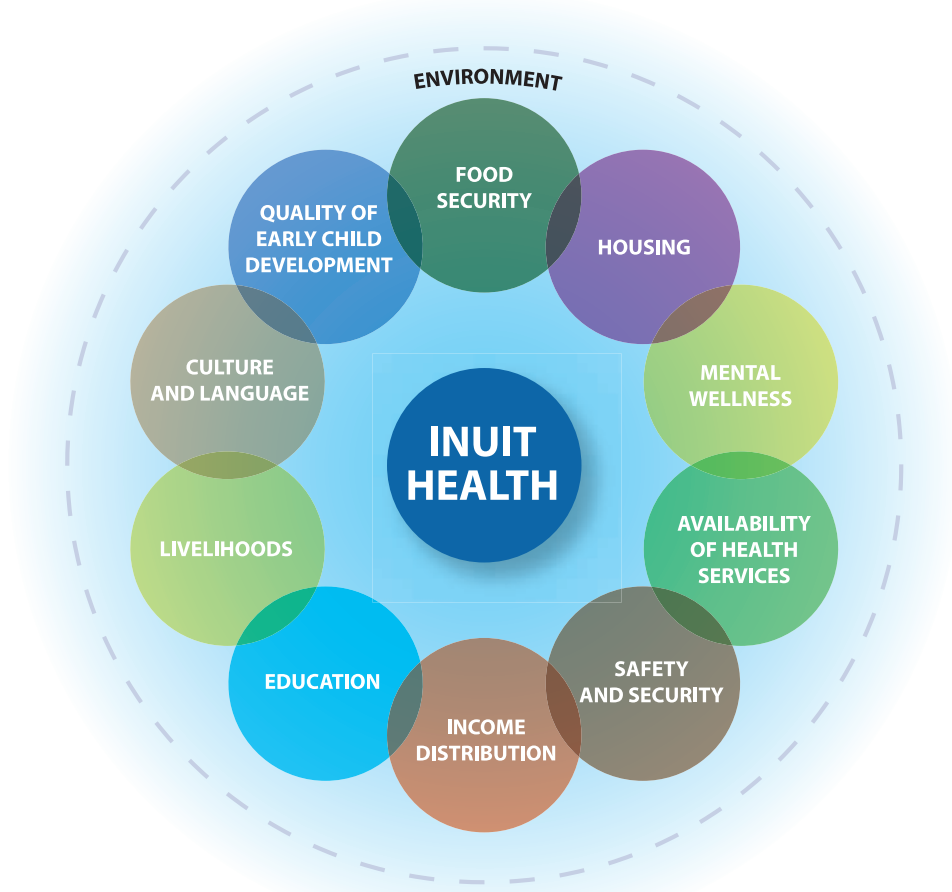 ENVIRONMENT
FOOD
SECURITY
HOUSING
MENTAL
WELLNESS
AVAILABILITY
OF HEALTH
SERVICES
SAFETY
AND SECURITY
INCOME
DISTRIBUTION
EDUCATION
LIVELIHOODS
CULTURE
AND LANGUAGE
QUALITY OF
EARLY CHILD
DEVELOPMENT
INUIT
HEALTH